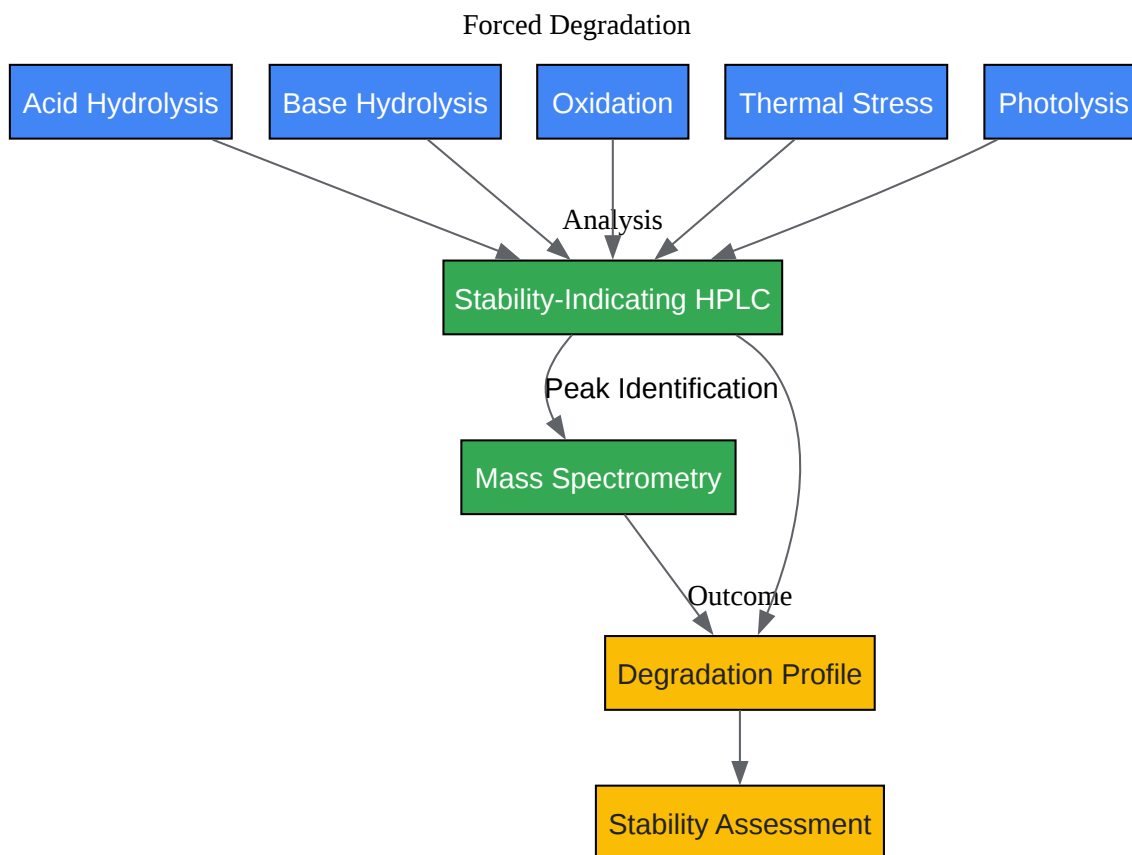 Forced Degradation
Acid Hydrolysis
Base Hydrolysis
Oxidation
Thermal Stress
Photolysis
Analysis
Stability-Indicating HPLC
Peak Identification
Mass Spectrometry
Outcome
Degradation Profile
Stability Assessment